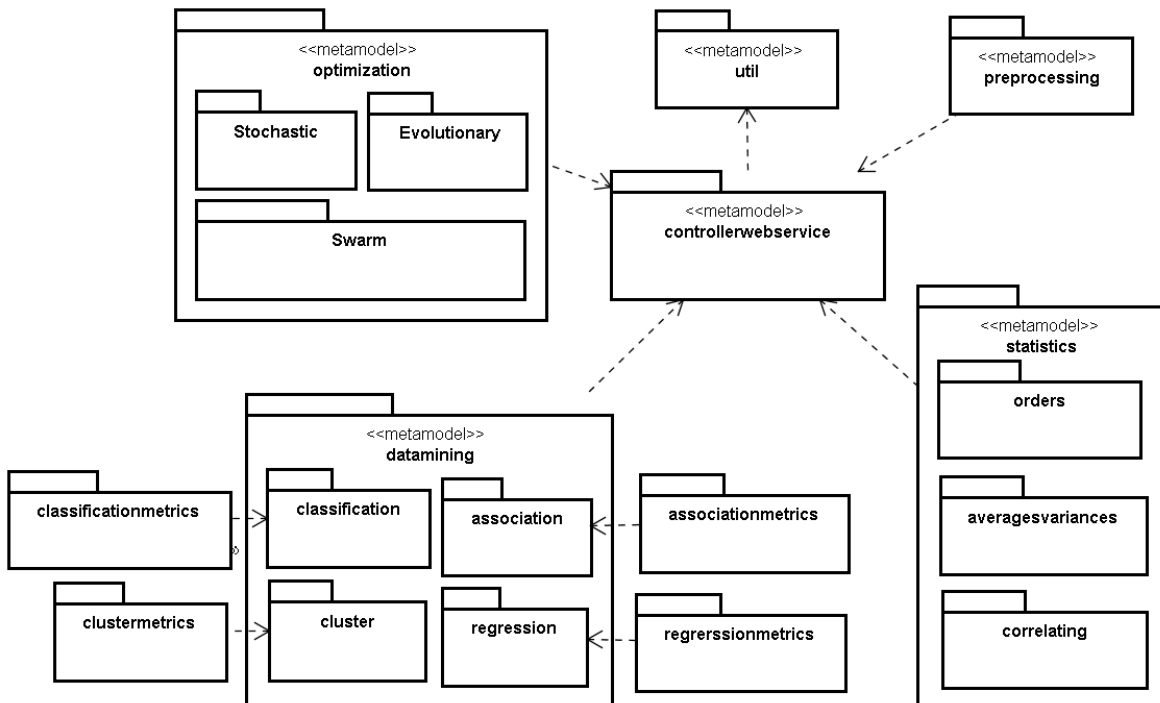 <<metamodel>>
optimization
Stochastic
Evolutionary
Swarm
<<metamodel>>
util
<<metamodel>>
preprocessing
<<metamodel>>
controllerwebservice
<<metamodel>>
statistics
orders
averagesvariances
correlating
<<metamodel>>
datamining
classification
association
cluster
regression
classificationmetrics
clustermetrics
associationmetrics
regrerssionmetrics